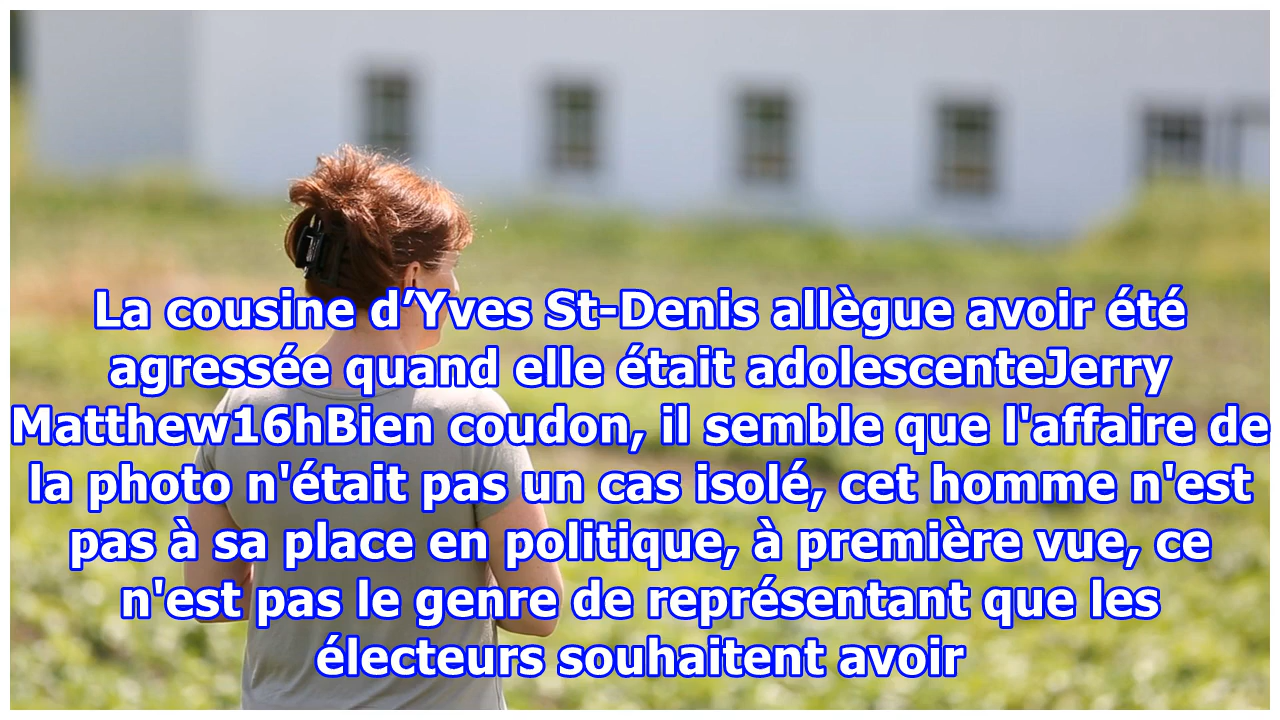 La cousine d’Yves St-Denis allègue avoir été
agressée quand elle était adolescenteJerry
Matthew16hBien coudon, il semble que l'affaire de
la photo n'était pas un cas isolé, cet homme n'est
pas à sa place en politique, à première vue, ce
n'est pas le genre de représentant que les
électeurs souhaitent avoir